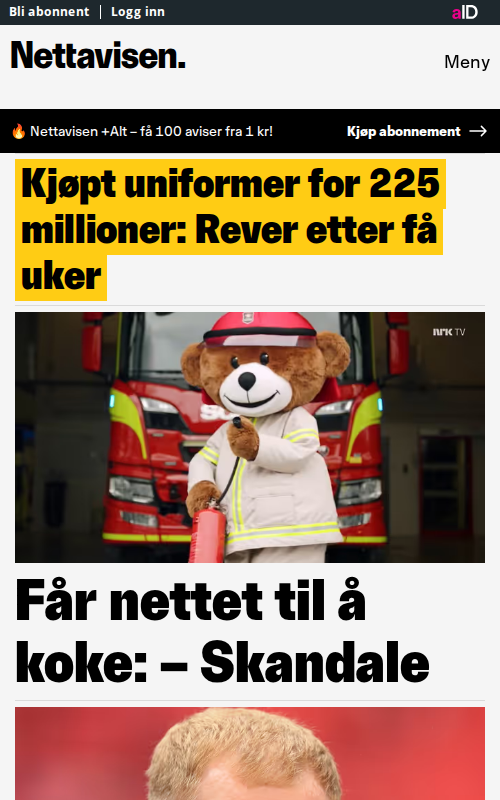 Bli abonnent | Logg inn
aID
Nettavisen.
Meny
🔥 Nettavisen +Alt – få 100 aviser fra 1 kr!
Kjøp abonnement →
Kjøpt uniformer for 225
millioner: Rever etter få
uker
NRK TV
Får nettet til å
koke: – Skandale